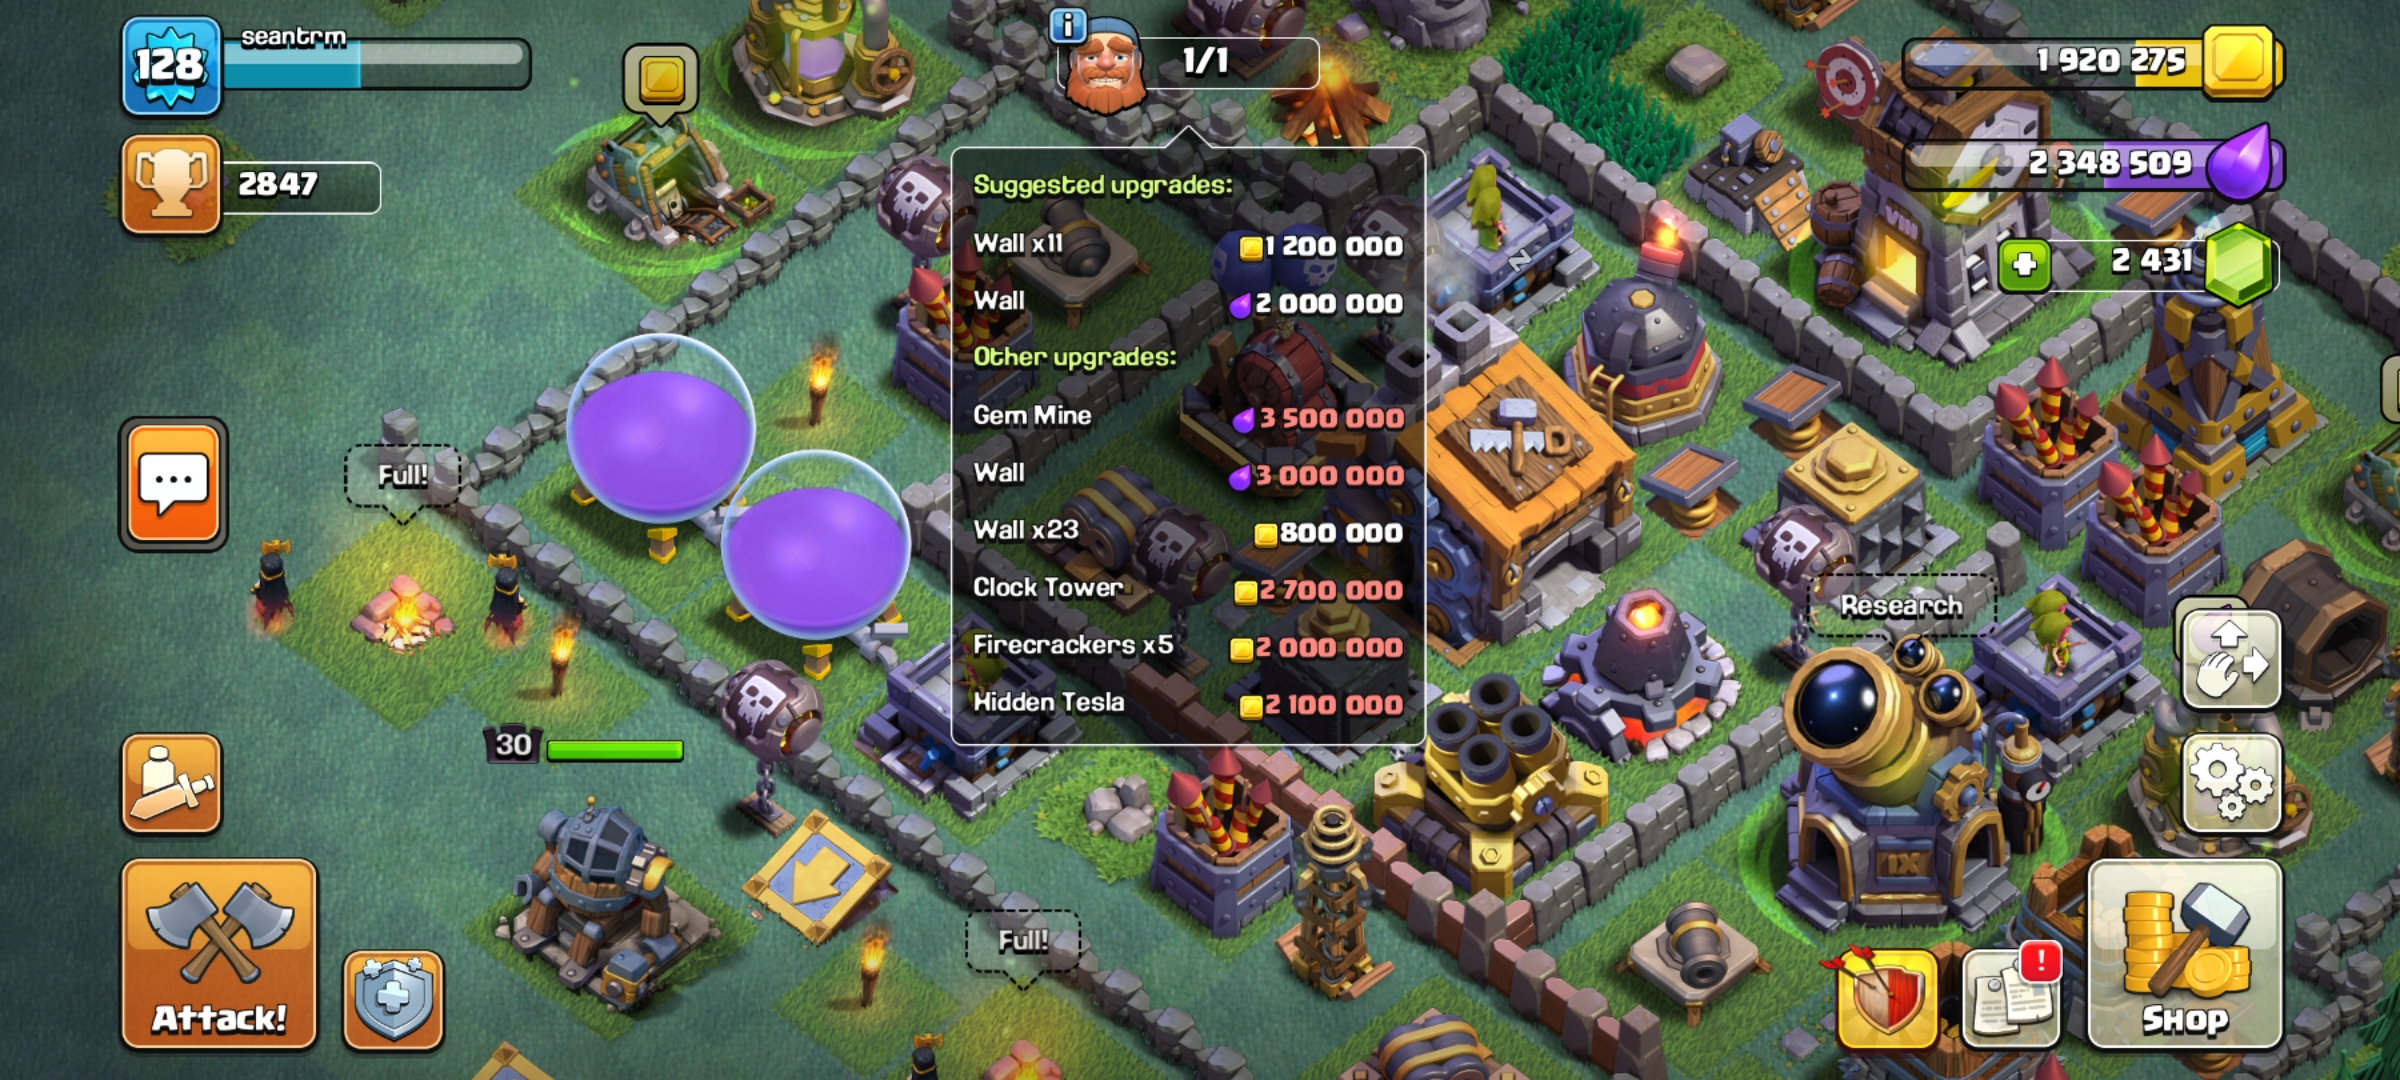 128
seantrm
i
1/1
1 920 275
2847
Suggested upgrades:
2 348 509
VIII
Wall x11 1 200 000
2 431
Wall 2 000 000
Other upgrades:
Gem Mine 3 500 000
Full!
Wall 3 000 000
Wall x23 800 000
Clock Tower 2 700 000
Research
Firecrackers x5 2 000 000
Hidden Tesla 2 100 000
30
IX
Full!
!
Attack!
Shop